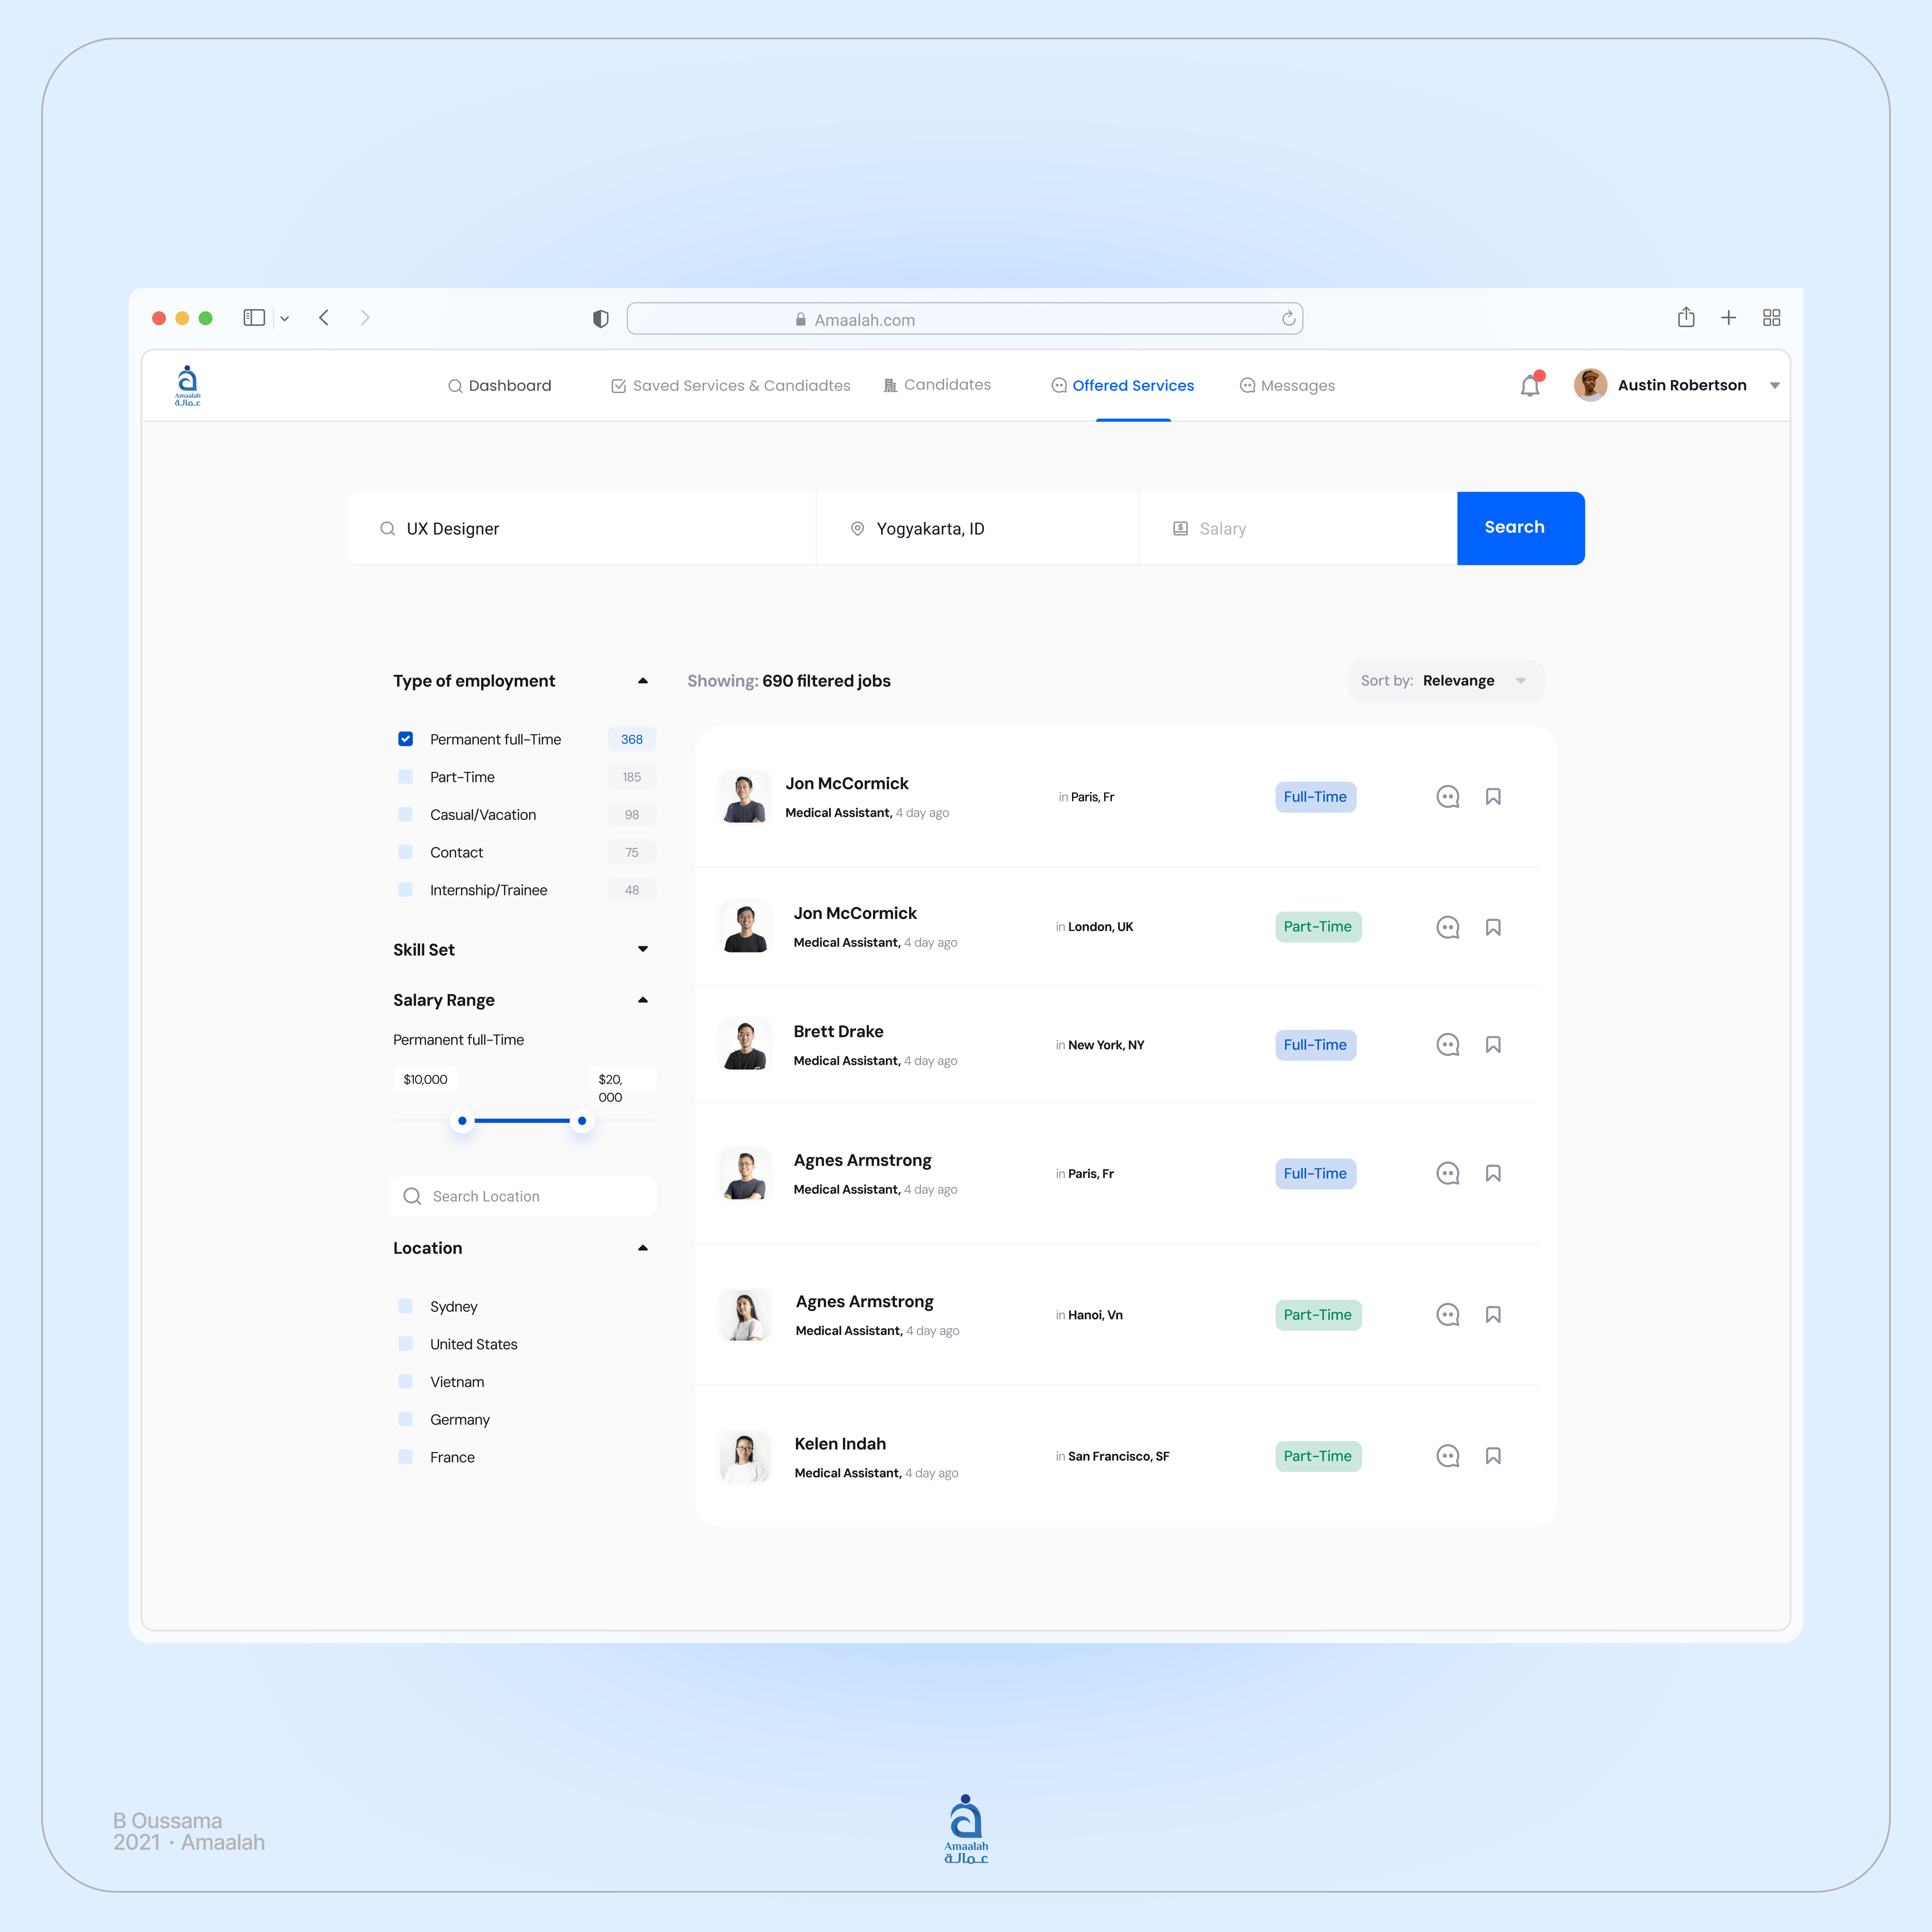 Amaalah.com
Amaalah
عـمالـة
Dashboard
Saved Services & Candiadtes
Candidates
Offered Services
Messages
Austin Robertson
UX Designer
Yogyakarta, ID
Salary
Search
Type of employment
Permanent full-Time
368
Part-Time
185
Casual/Vacation
98
Contact
75
Internship/Trainee
48
Skill Set
Salary Range
Permanent full-Time
$10,000
$20,
000
Search Location
Location
Sydney
United States
Vietnam
Germany
France
Showing: 690 filtered jobs
Sort by: Relevange
Jon McCormick
Medical Assistant, 4 day ago
in Paris, Fr
Full-Time
Jon McCormick
Medical Assistant, 4 day ago
in London, UK
Part-Time
Brett Drake
Medical Assistant, 4 day ago
in New York, NY
Full-Time
Agnes Armstrong
Medical Assistant, 4 day ago
in Paris, Fr
Full-Time
Agnes Armstrong
Medical Assistant, 4 day ago
in Hanoi, Vn
Part-Time
Kelen Indah
Medical Assistant, 4 day ago
in San Francisco, SF
Part-Time
B Oussama
2021 · Amaalah
Amaalah
عـمالـة